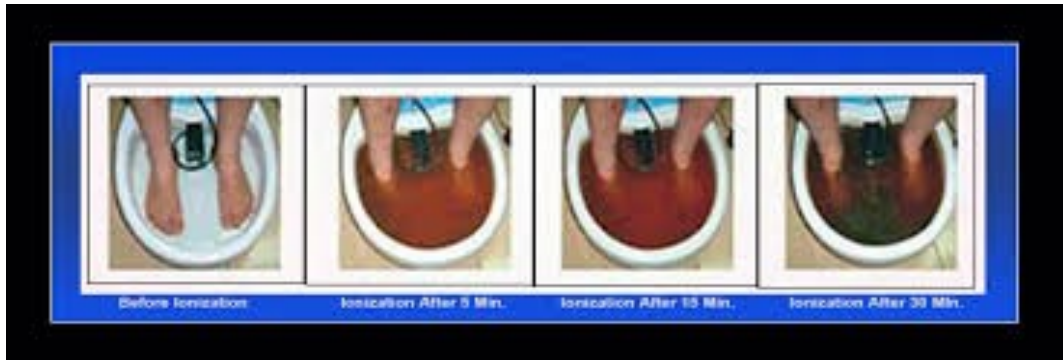 Before Ionization
Ionization After 5 Min.
Ionization After 15 Min.
Ionization After 30 MIn.